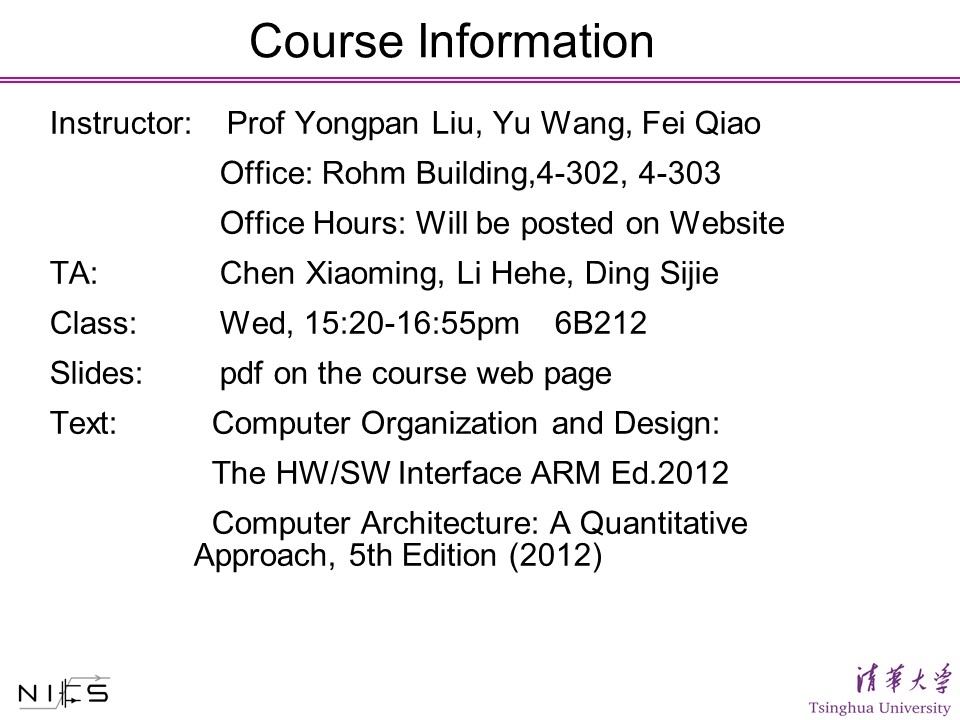 Course Information
Instructor: Prof Yongpan Liu, Yu Wang, Fei Qiao
Office: Rohm Building,4-302, 4-303
Office Hours: Will be posted on Website
TA: Chen Xiaoming, Li Hehe, Ding Sijie
Class: Wed, 15:20-16:55pm 6B212
Slides: pdf on the course web page
Text: Computer Organization and Design:
The HW/SW Interface ARM Ed.2012
Computer Architecture: A Quantitative
Approach, 5th Edition (2012)
NICS
清華大学
Tsinghua University